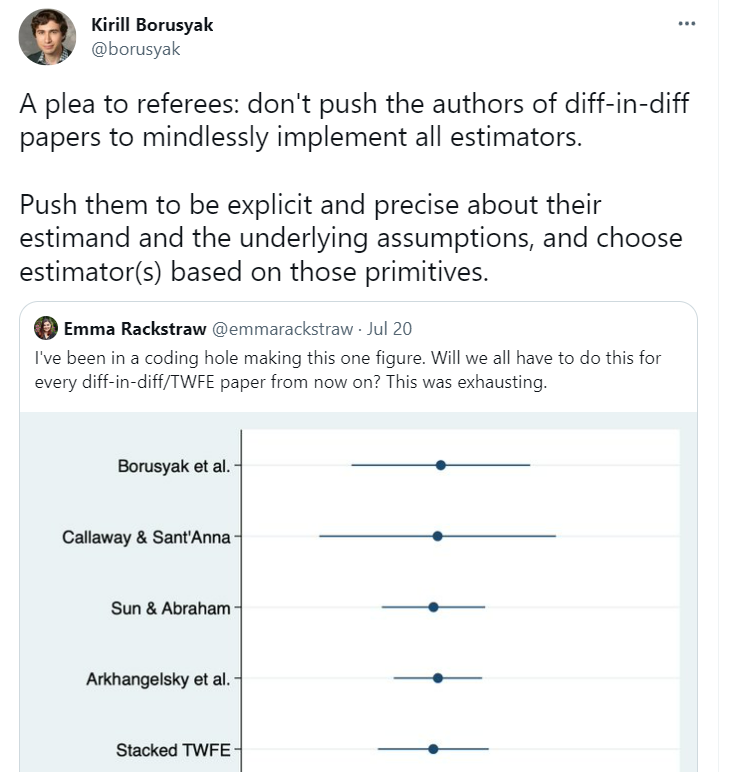 Kirill Borusyak
@borusyak
A plea to referees: don't push the authors of diff-in-diff
papers to mindlessly implement all estimators.
Push them to be explicit and precise about their
estimand and the underlying assumptions, and choose
estimator(s) based on those primitives.
Emma Rackstraw @emmarackstraw · Jul 20
I've been in a coding hole making this one figure. Will we all have to do this for
every diff-in-diff/TWFE paper from now on? This was exhausting.
Borusyak et al.
Callaway & Sant'Anna
Sun & Abraham
Arkhangelsky et al.
Stacked TWFE